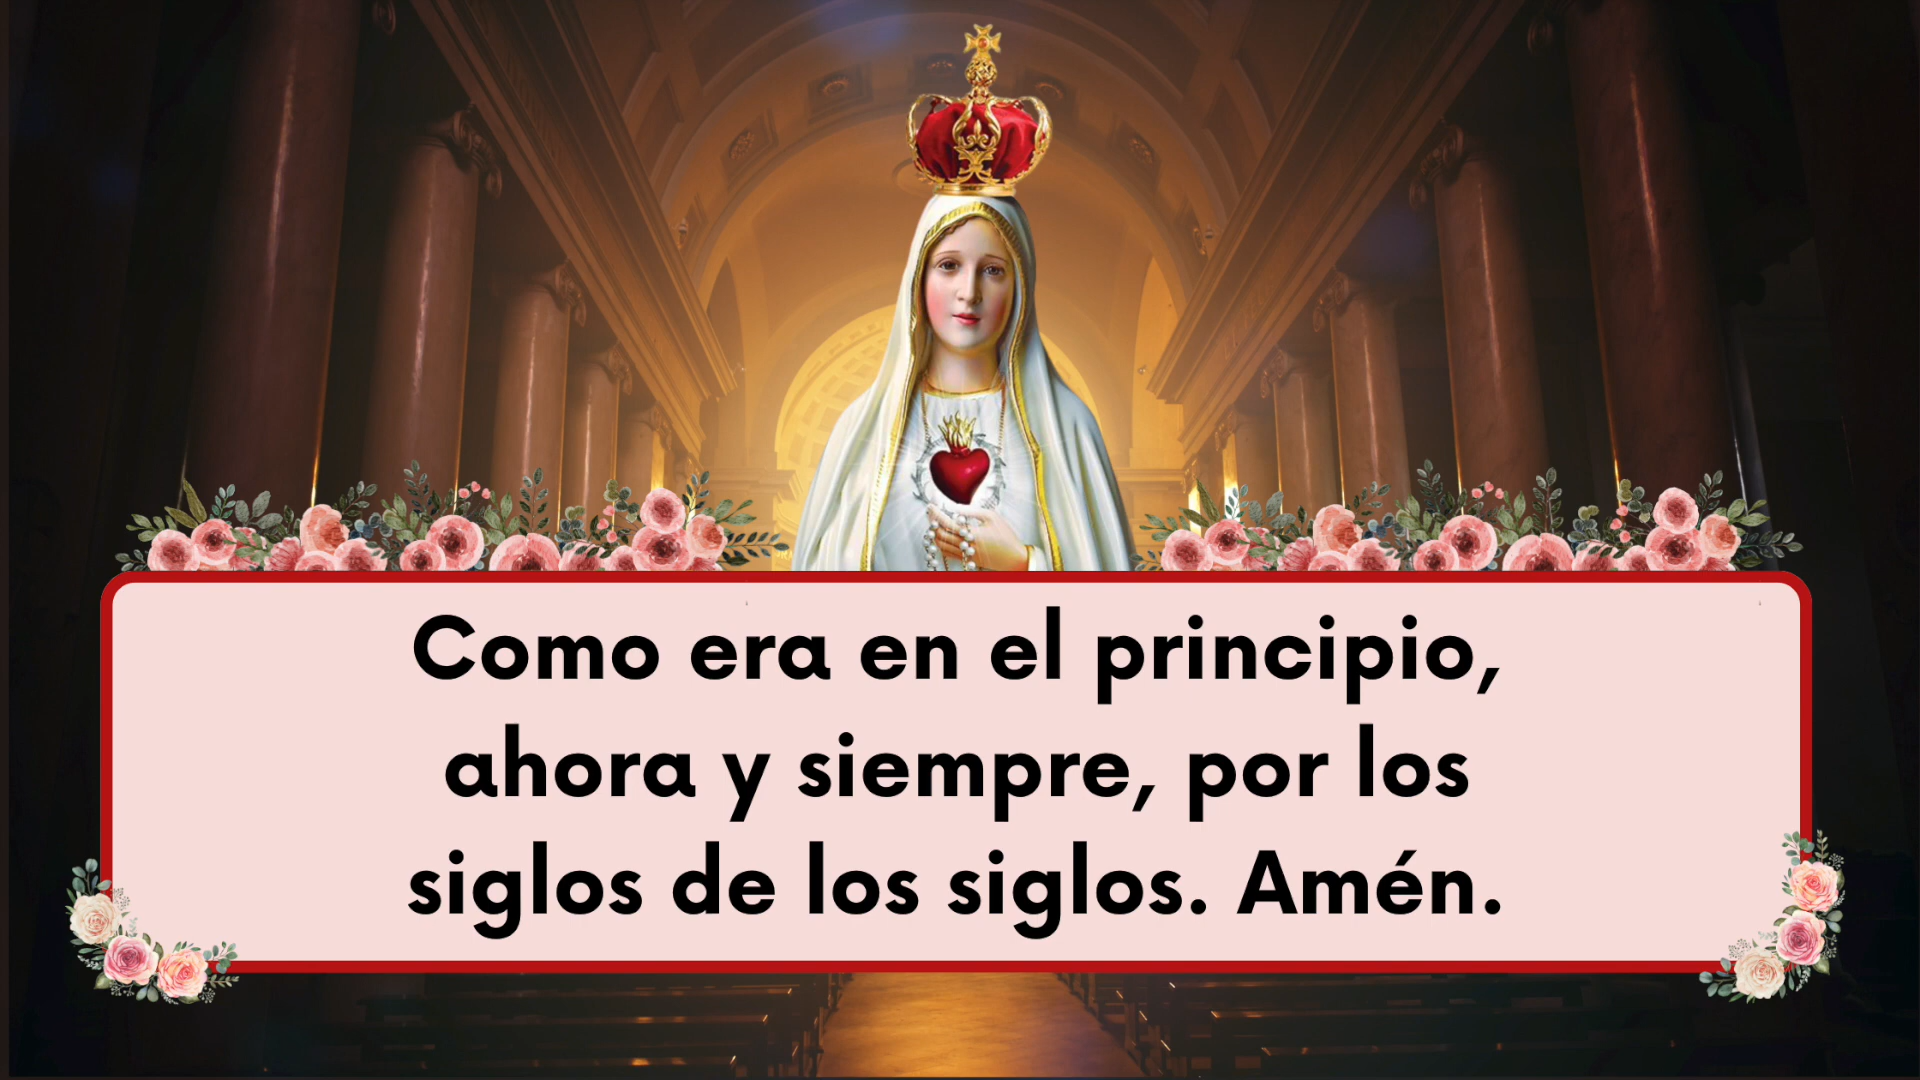 Como era en el principio,
ahora y siempre, por los
siglos de los siglos. Amén.